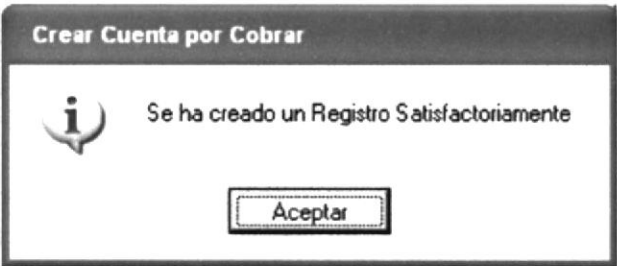 Crear Cuenta por Cobrar
Se ha creado un Registro Satisfactoriamente
Aceptar